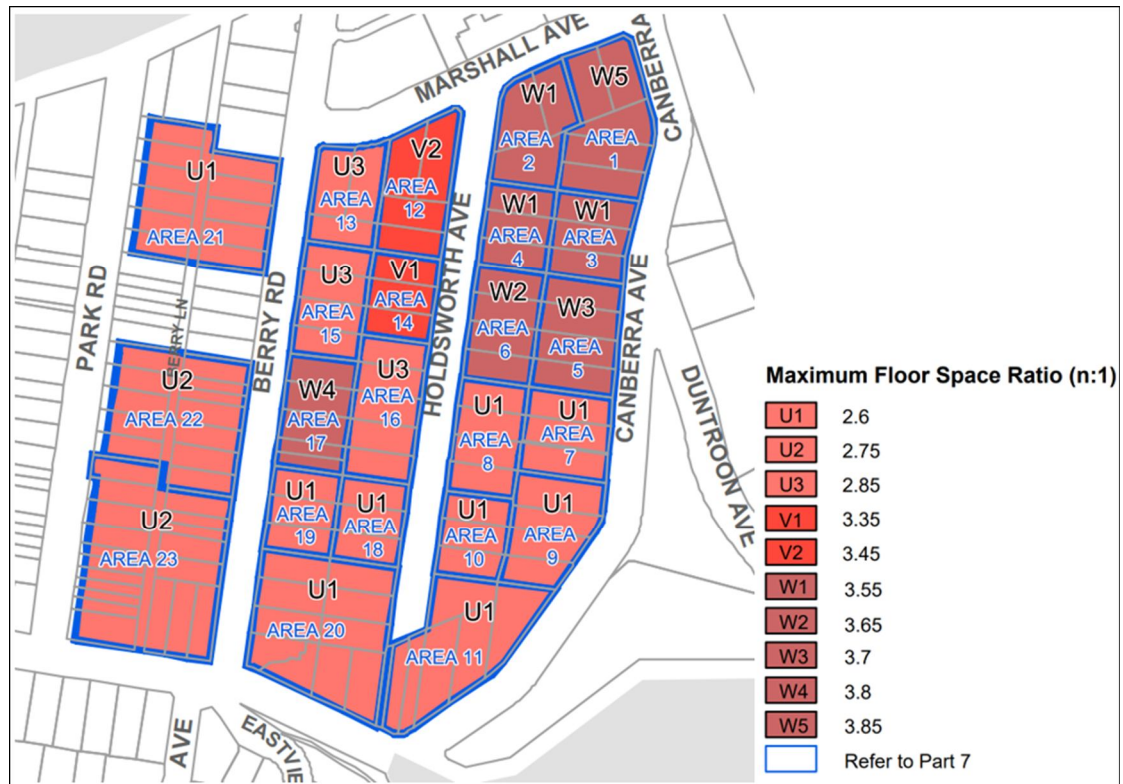 MARSHALL AVE
CANBERRA
W5
W1
AREA
1
AREA
2
U1
AREA 21
U3
AREA
13
V2
AREA
12
W1
AREA
4
W1
AREA
3
PARK RD
BERRY LN
BERRY RD
HOLDSWORTH AVE
CANBERRA AVE
DUNTROON AVE
U3
AREA
15
V1
AREA
14
W2
AREA
6
W3
AREA
5
U2
AREA 22
W4
AREA
17
U3
AREA
16
U1
AREA
8
U1
AREA
7
U2
AREA 23
U1
AREA
19
U1
AREA
18
U1
AREA
10
U1
AREA
9
U1
AREA 20
U1
AREA 11
AVE
EASTVIEW
Maximum Floor Space Ratio (n:1)
U1 2.6
U2 2.75
U3 2.85
V1 3.35
V2 3.45
W1 3.55
W2 3.65
W3 3.7
W4 3.8
W5 3.85
Refer to Part 7